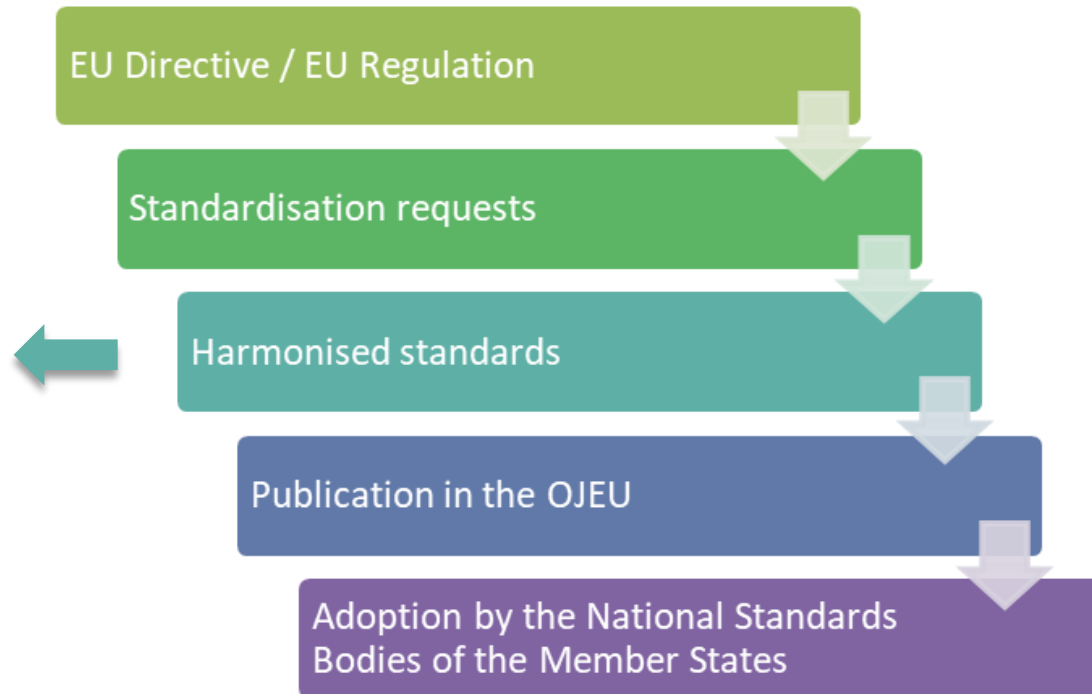 EU Directive / EU Regulation
Standardisation requests
Harmonised standards
Publication in the OJEU
Adoption by the National Standards
Bodies of the Member States